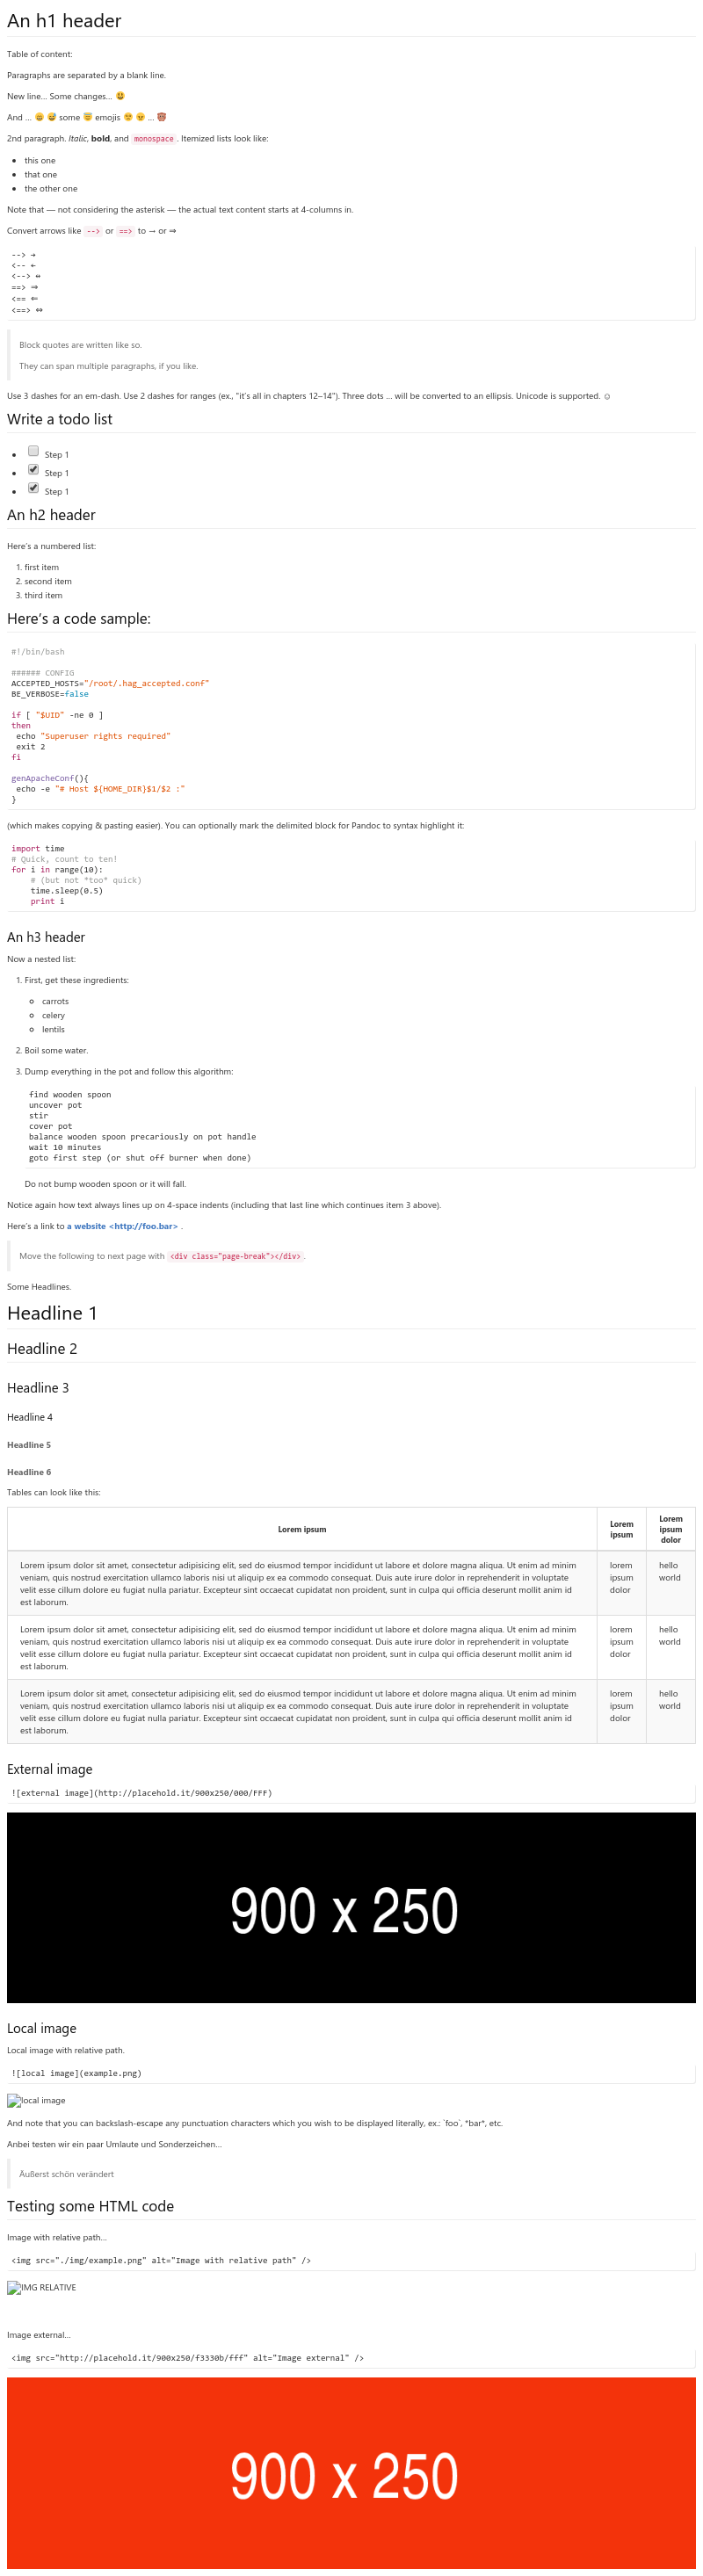 An h1 header
Table of content:
Paragraphs are separated by a blank line.
New line... Some changes... 😃
And ... 😄 😅 some 😇 emojis 😌 😠 ... 👹
2nd paragraph. Italic, bold, and monospace. Itemized lists look like:
• this one
• that one
• the other one
Note that — not considering the asterisk — the actual text content starts at 4-columns in.
Convert arrows like --> or ==> to → or ⇒
--> →
<-- ←
<--> ↔
==> ⇒
<== ⇐
<==> ⇔
Block quotes are written like so.
They can span multiple paragraphs, if you like.
Use 3 dashes for an em-dash. Use 2 dashes for ranges (ex., "it's all in chapters 12–14"). Three dots ... will be converted to an ellipsis. Unicode is supported. ☺
Write a todo list
• ☐ Step 1
• ☑ Step 1
• ☑ Step 1
An h2 header
Here's a numbered list:
1. first item
2. second item
3. third item
Here's a code sample:
#!/bin/bash
###### CONFIG
ACCEPTED_HOSTS="/root/.hag_accepted.conf"
BE_VERBOSE=false
if [ "$UID" -ne 0 ]
then
 echo "Superuser rights required"
 exit 2
fi
genApacheConf(){
 echo -e "# Host ${HOME_DIR}$1/$2 :"
}
(which makes copying & pasting easier). You can optionally mark the delimited block for Pandoc to syntax highlight it:
import time
# Quick, count to ten!
for i in range(10):
    # (but not *too* quick)
    time.sleep(0.5)
    print i
An h3 header
Now a nested list:
1. First, get these ingredients:
○ carrots
○ celery
○ lentils
2. Boil some water.
3. Dump everything in the pot and follow this algorithm:
find wooden spoon
uncover pot
stir
cover pot
balance wooden spoon precariously on pot handle
wait 10 minutes
goto first step (or shut off burner when done)
Do not bump wooden spoon or it will fall.
Notice again how text always lines up on 4-space indents (including that last line which continues item 3 above).
Here's a link to a website <http://foo.bar> .
Move the following to next page with <div class="page-break"></div>.
Some Headlines.
Headline 1
Headline 2
Headline 3
Headline 4
Headline 5
Headline 6
Tables can look like this:
Lorem ipsum
Lorem
ipsum
Lorem
ipsum
dolor
Lorem ipsum dolor sit amet, consectetur adipisicing elit, sed do eiusmod tempor incididunt ut labore et dolore magna aliqua. Ut enim ad minim
veniam, quis nostrud exercitation ullamco laboris nisi ut aliquip ex ea commodo consequat. Duis aute irure dolor in reprehenderit in voluptate
velit esse cillum dolore eu fugiat nulla pariatur. Excepteur sint occaecat cupidatat non proident, sunt in culpa qui officia deserunt mollit anim id
est laborum.
lorem
ipsum
dolor
hello
world
Lorem ipsum dolor sit amet, consectetur adipisicing elit, sed do eiusmod tempor incididunt ut labore et dolore magna aliqua. Ut enim ad minim
veniam, quis nostrud exercitation ullamco laboris nisi ut aliquip ex ea commodo consequat. Duis aute irure dolor in reprehenderit in voluptate
velit esse cillum dolore eu fugiat nulla pariatur. Excepteur sint occaecat cupidatat non proident, sunt in culpa qui officia deserunt mollit anim id
est laborum.
lorem
ipsum
dolor
hello
world
Lorem ipsum dolor sit amet, consectetur adipisicing elit, sed do eiusmod tempor incididunt ut labore et dolore magna aliqua. Ut enim ad minim
veniam, quis nostrud exercitation ullamco laboris nisi ut aliquip ex ea commodo consequat. Duis aute irure dolor in reprehenderit in voluptate
velit esse cillum dolore eu fugiat nulla pariatur. Excepteur sint occaecat cupidatat non proident, sunt in culpa qui officia deserunt mollit anim id
est laborum.
lorem
ipsum
dolor
hello
world
External image
![external image](http://placehold.it/900x250/000/FFF)
900 x 250
Local image
Local image with relative path.
![local image](example.png)
local image
And note that you can backslash-escape any punctuation characters which you wish to be displayed literally, ex.: `foo`, *bar*, etc.
Anbei testen wir ein paar Umlaute und Sonderzeichen...
Äußerst schön verändert
Testing some HTML code
Image with relative path...
<img src="./img/example.png" alt="Image with relative path" />
IMG RELATIVE
Image external...
<img src="http://placehold.it/900x250/f3330b/fff" alt="Image external" />
900 x 250